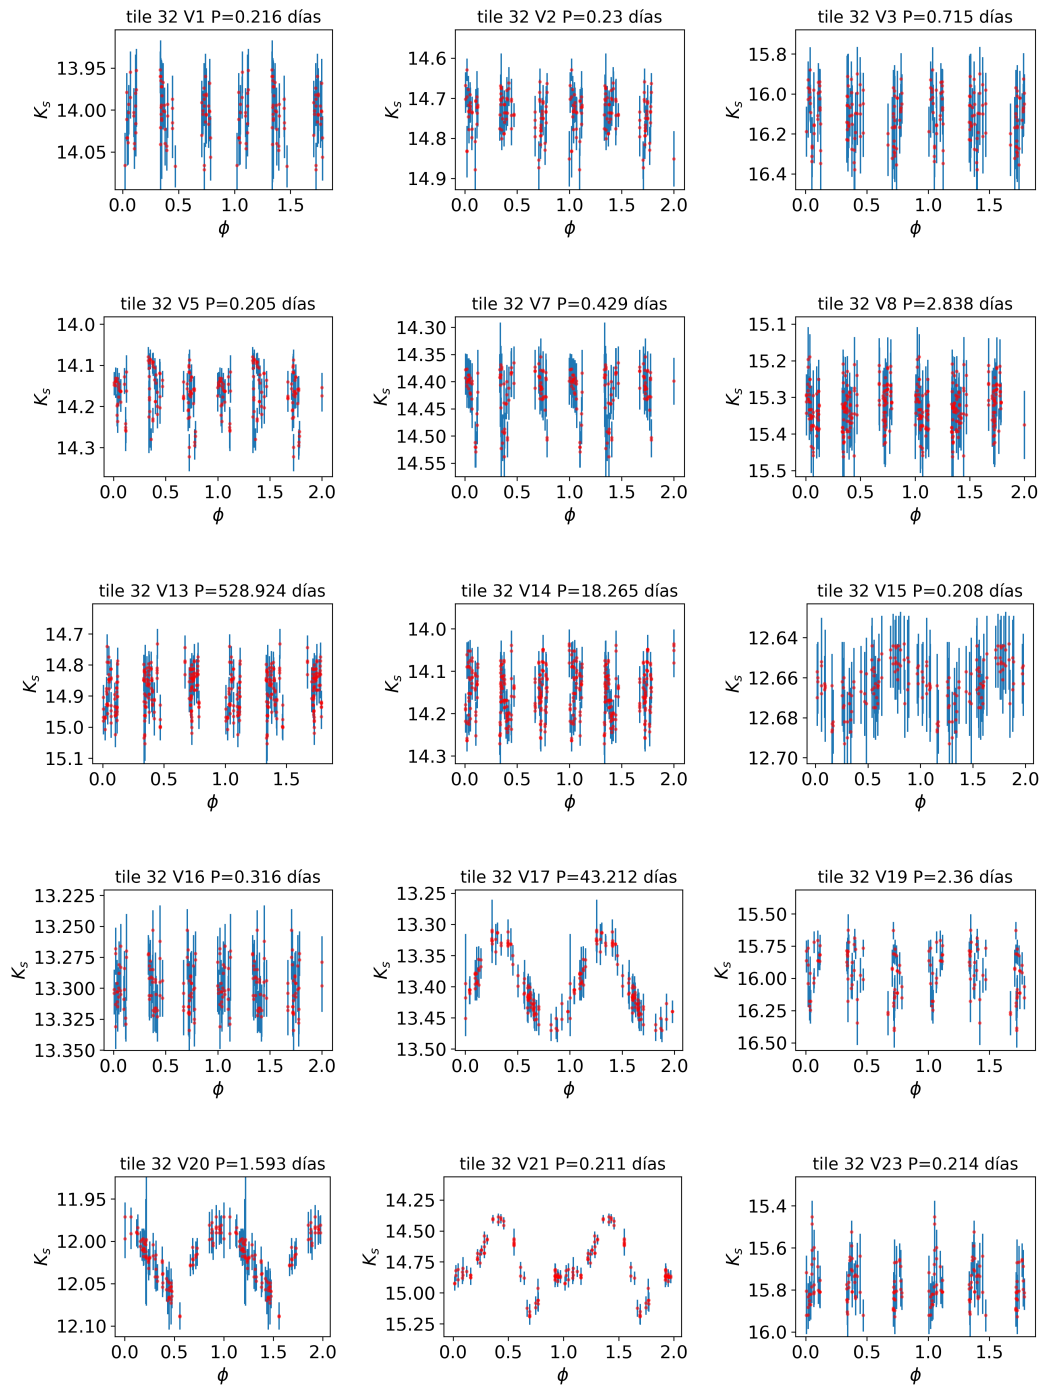 tile 32 V1 P=0.216 días
tile 32 V2 P=0.23 días
tile 32 V3 P=0.715 días
13.95
14.00
14.05
K_s
0.0 0.5 1.0 1.5
ϕ
14.6
14.7
14.8
14.9
K_s
0.0 0.5 1.0 1.5 2.0
ϕ
15.8
16.0
16.2
16.4
K_s
0.0 0.5 1.0 1.5
ϕ
tile 32 V5 P=0.205 días
tile 32 V7 P=0.429 días
tile 32 V8 P=2.838 días
14.0
14.1
14.2
14.3
K_s
0.0 0.5 1.0 1.5 2.0
ϕ
14.30
14.35
14.40
14.45
14.50
14.55
K_s
0.0 0.5 1.0 1.5 2.0
ϕ
15.1
15.2
15.3
15.4
15.5
K_s
0.0 0.5 1.0 1.5 2.0
ϕ
tile 32 V13 P=528.924 días
tile 32 V14 P=18.265 días
tile 32 V15 P=0.208 días
14.7
14.8
14.9
15.0
15.1
K_s
0.0 0.5 1.0 1.5
ϕ
14.0
14.1
14.2
14.3
K_s
0.0 0.5 1.0 1.5 2.0
ϕ
12.64
12.66
12.68
12.70
K_s
0.0 0.5 1.0 1.5 2.0
ϕ
tile 32 V16 P=0.316 días
tile 32 V17 P=43.212 días
tile 32 V19 P=2.36 días
13.225
13.250
13.275
13.300
13.325
13.350
K_s
0.0 0.5 1.0 1.5 2.0
ϕ
13.25
13.30
13.35
13.40
13.45
13.50
K_s
0.0 0.5 1.0 1.5 2.0
ϕ
15.50
15.75
16.00
16.25
16.50
K_s
0.0 0.5 1.0 1.5
ϕ
tile 32 V20 P=1.593 días
tile 32 V21 P=0.211 días
tile 32 V23 P=0.214 días
11.95
12.00
12.05
12.10
K_s
0.0 0.5 1.0 1.5 2.0
ϕ
14.25
14.50
14.75
15.00
15.25
K_s
0.0 0.5 1.0 1.5 2.0
ϕ
15.4
15.6
15.8
16.0
K_s
0.0 0.5 1.0 1.5
ϕ